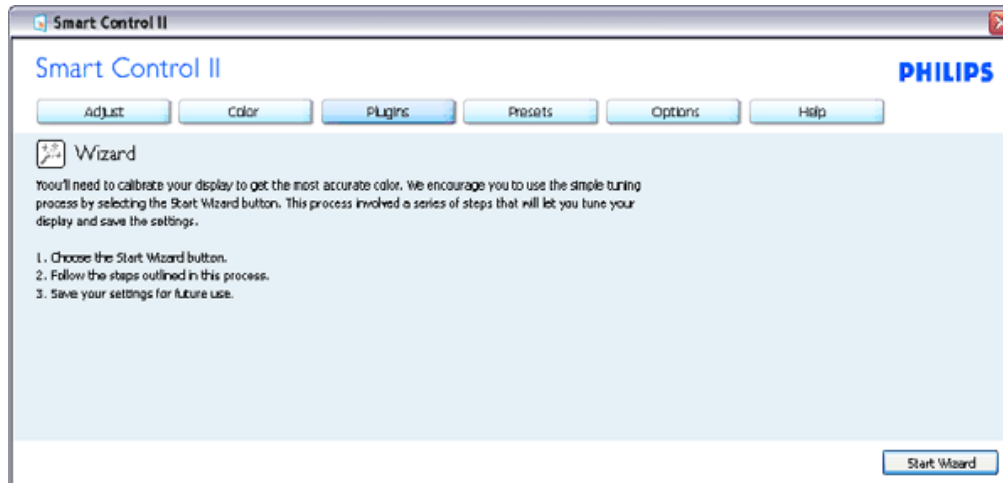 Smart Control II
Smart Control II
PHILIPS
Adjust Color Plugins Presets Options Help
Wizard
Yoou'll need to calibrate your display to get the most accurate color. We encourage you to use the simple tuning
process by selecting the Start Wizard button. This process involved a series of steps that will let you tune your
display and save the settings.
1. Choose the Start Wizard button.
2. Follow the steps outlined in this process.
3. Save your settings for future use.
Start Wizard